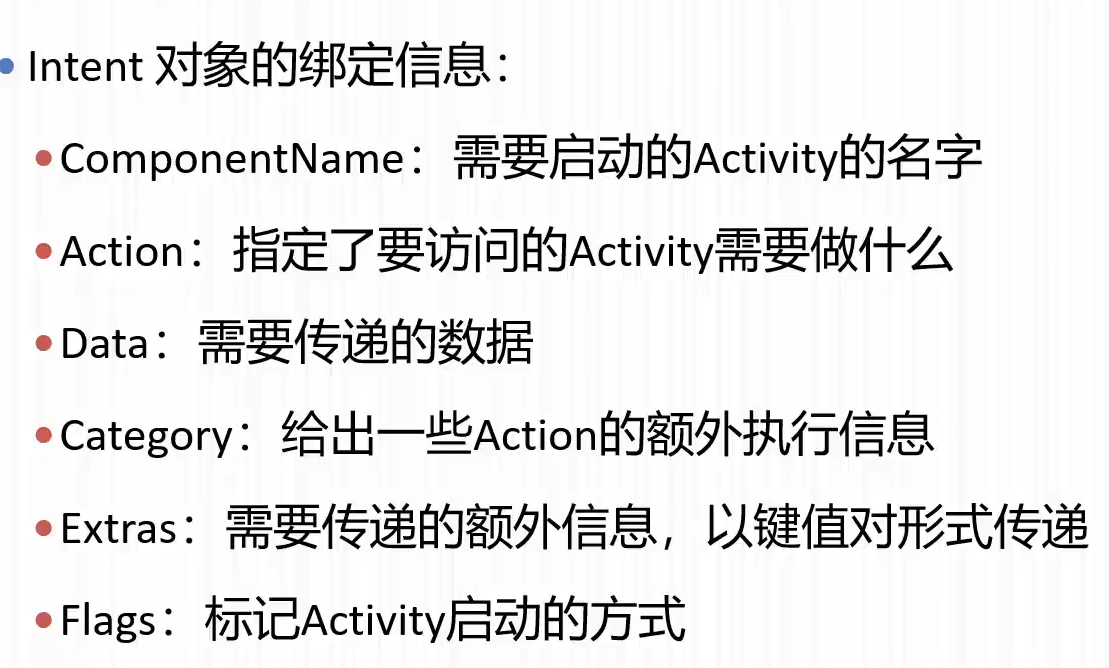 • Intent 对象的绑定信息：
• ComponentName：需要启动的Activity的名字
• Action：指定了要访问的Activity需要做什么
• Data：需要传递的数据
• Category：给出一些Action的额外执行信息
• Extras：需要传递的额外信息，以键值对形式传递
• Flags：标记Activity启动的方式